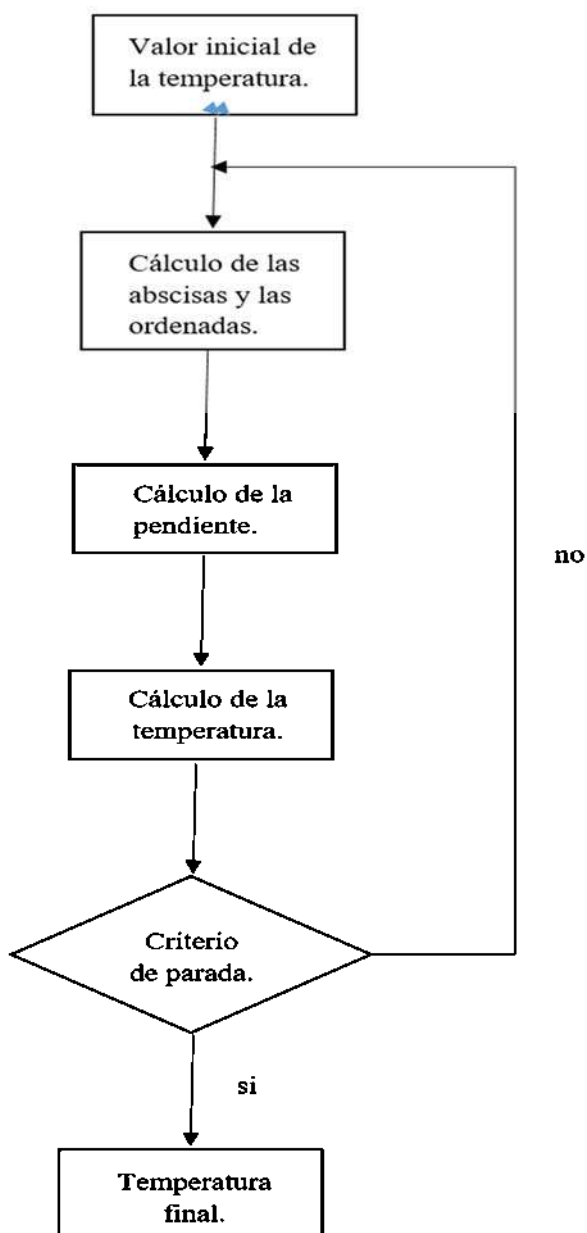 Valor inicial de
la temperatura.
Cálculo de las
abscisas y las
ordenadas.
Cálculo de la
pendiente.
no
Cálculo de la
temperatura.
Criterio
de parada.
si
Temperatura
final.